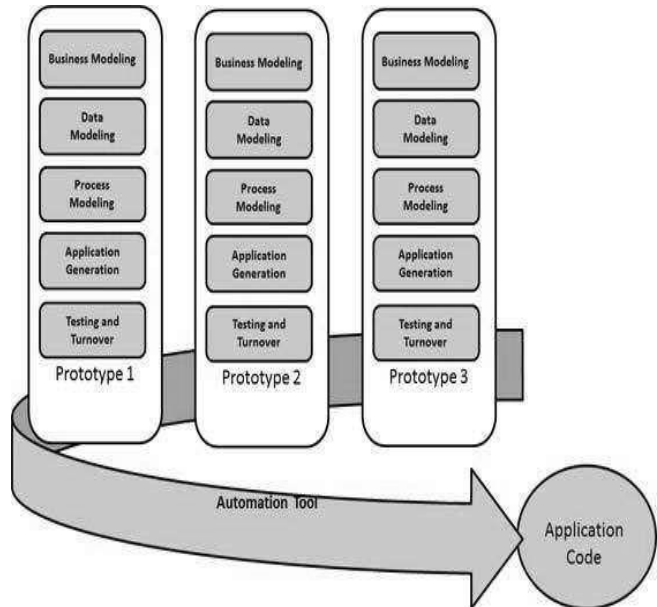 Business Modeling
Data
Modeling
Process
Modeling
Application
Generation
Testing and
Turnover
Prototype 1
Business Modeling
Data
Modeling
Process
Modeling
Application
Generation
Testing and
Turnover
Prototype 2
Business Modeling
Data
Modeling
Process
Modeling
Application
Generation
Testing and
Turnover
Prototype 3
Automation Tool
Application
Code